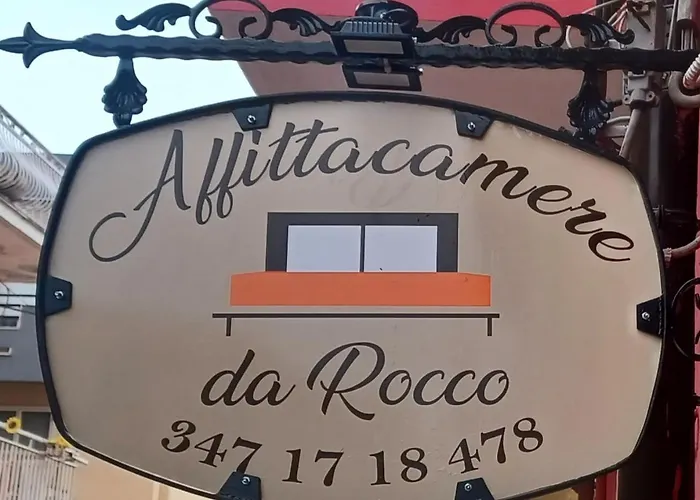 Affittacamere
da Rocco
347 17 18 478